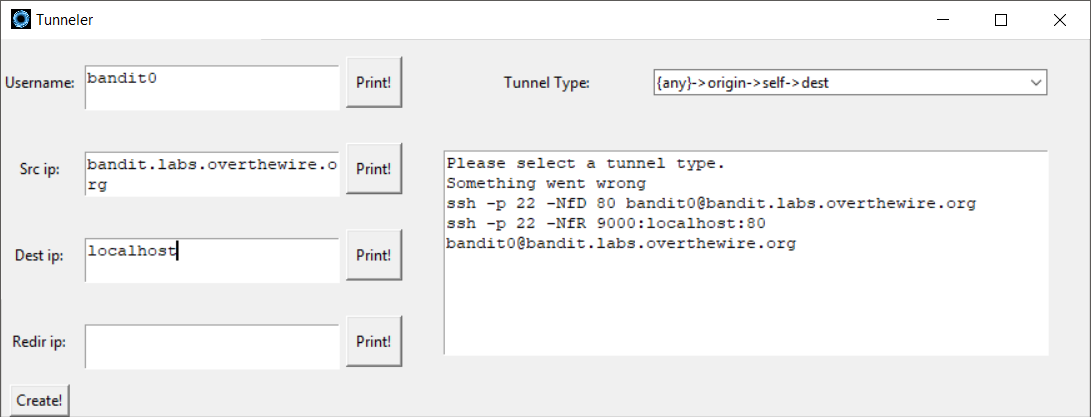 Tunneler
Username:
bandit0
Print!
Tunnel Type:
{any}->origin->self->dest
Src ip:
bandit.labs.overthewire.o
rg
Print!
Please select a tunnel type.
Something went wrong
ssh -p 22 -NfD 80 bandit0@bandit.labs.overthewire.org
ssh -p 22 -NfR 9000:localhost:80
bandit0@bandit.labs.overthewire.org
Dest ip:
localhost
Print!
Redir ip:
Print!
Create!